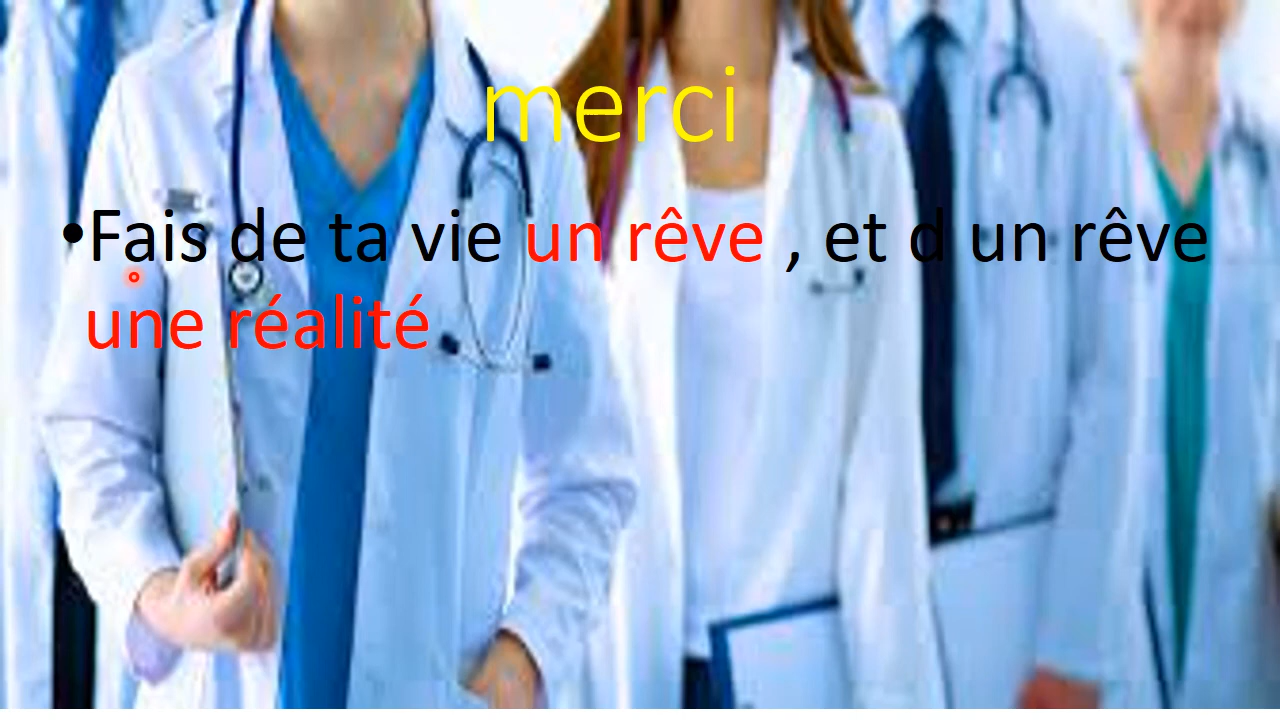 merci
•Fais de ta vie un rêve , et d un rêve
une réalité